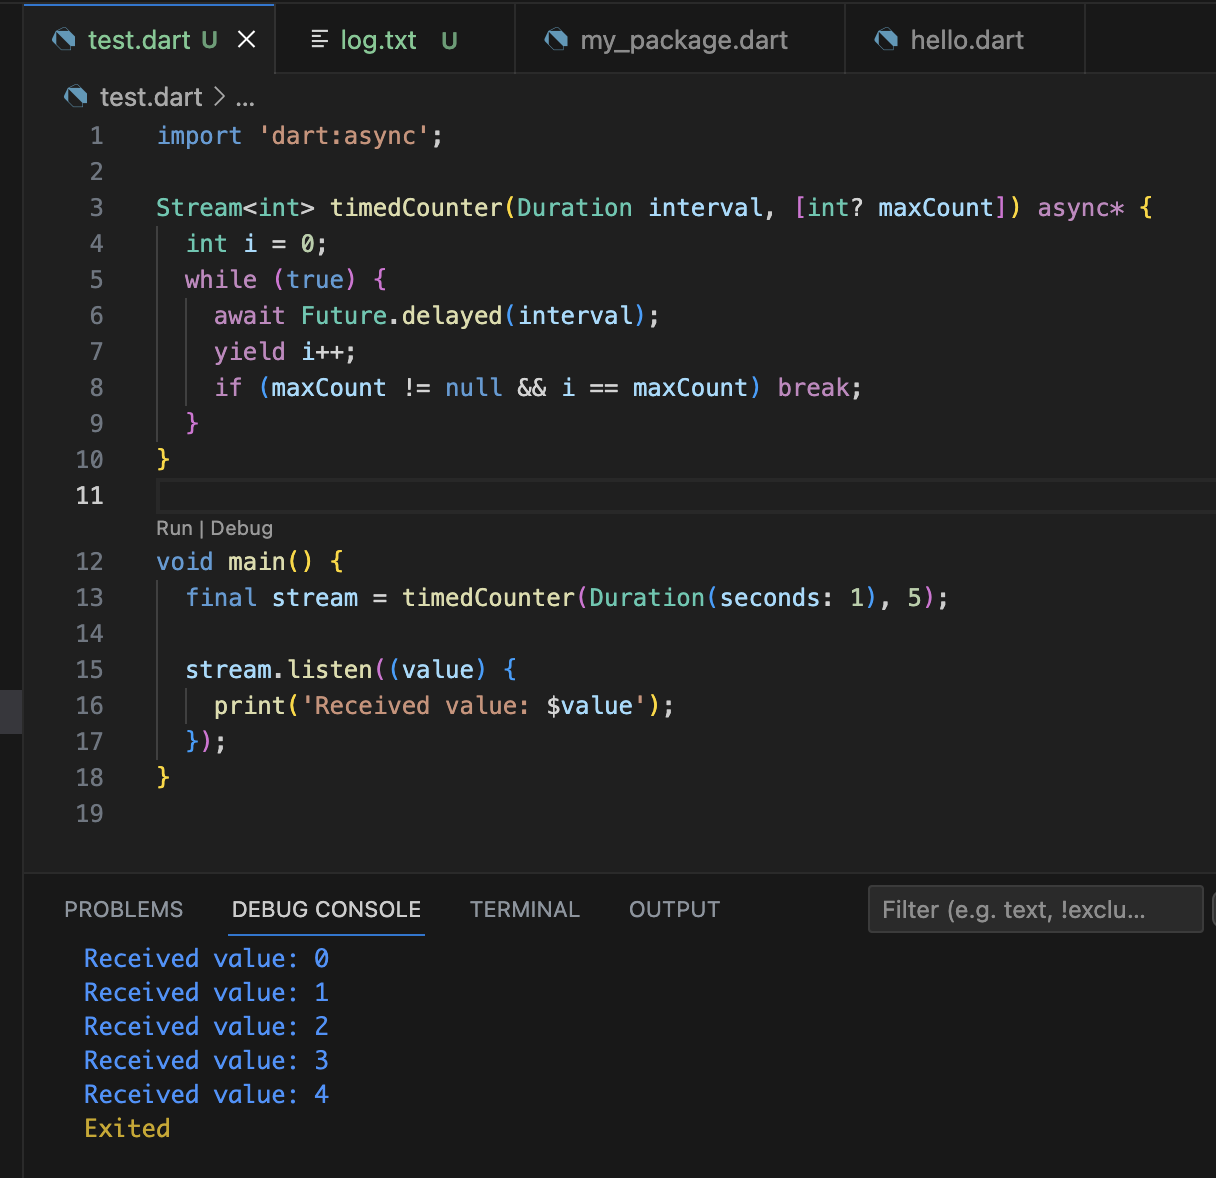 test.dart U
log.txt U
my_package.dart
hello.dart
test.dart > ...
1 import 'dart:async';
2
3 Stream<int> timedCounter(Duration interval, [int? maxCount]) async* {
4   int i = 0;
5   while (true) {
6     await Future.delayed(interval);
7     yield i++;
8     if (maxCount != null && i == maxCount) break;
9   }
10 }
11
Run | Debug
12 void main() {
13   final stream = timedCounter(Duration(seconds: 1), 5);
14
15   stream.listen((value) {
16     print('Received value: $value');
17   });
18 }
19
PROBLEMS DEBUG CONSOLE TERMINAL OUTPUT Filter (e.g. text, !exclu...
Received value: 0
Received value: 1
Received value: 2
Received value: 3
Received value: 4
Exited